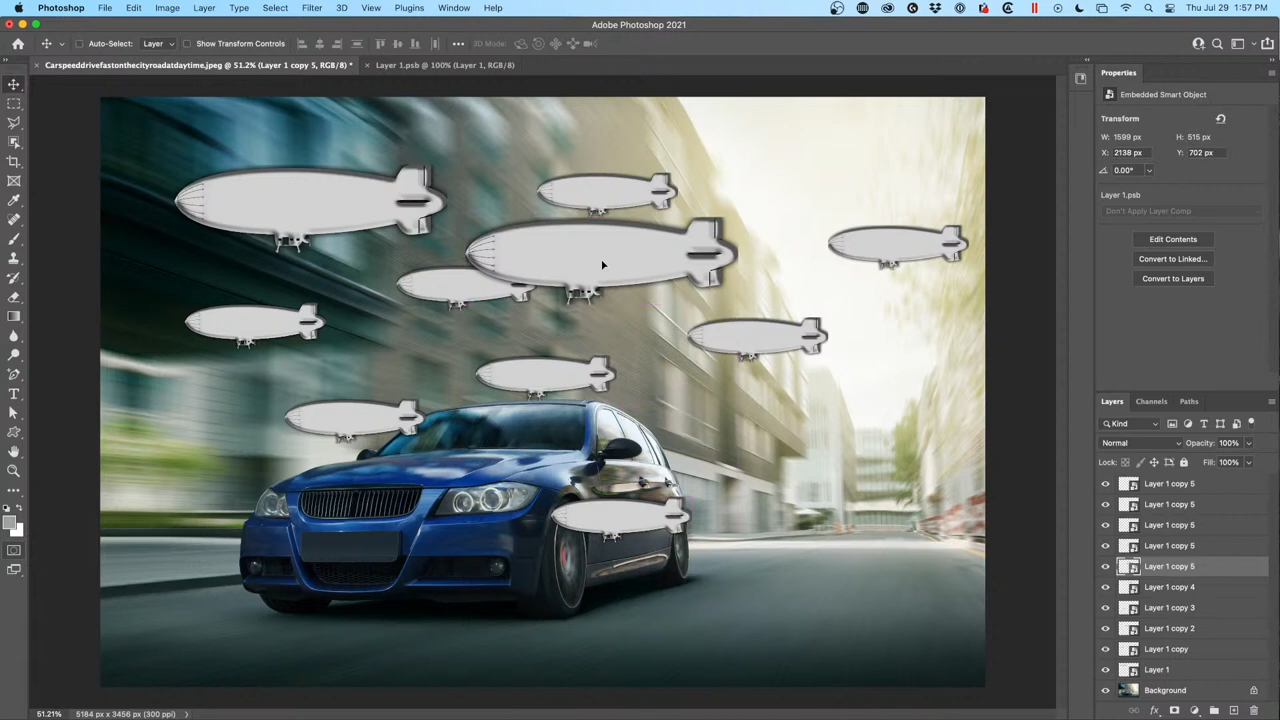 Photoshop File Edit Image Layer Type Select Filter 3D View Plugins Window Help Thu Jul 29 1:57 PM
Adobe Photoshop 2021
Auto-Select: Layer Show Transform Controls 3D Mode:
Carspeeddrivefastonthecityroadatdaytime.jpeg @ 51.2% (Layer 1 copy 5, RGB/8) * Layer 1.psb @ 100% (Layer 1, RGB/8)
Properties
Embedded Smart Object
Transform
W: 1599 px H: 515 px
X: 2138 px Y: 702 px
0.00°
Layer 1.psb
Don't Apply Layer Comp
Edit Contents
Convert to Linked...
Convert to Layers
Layers Channels Paths
Kind
Normal Opacity: 100%
Lock: Fill: 100%
Layer 1 copy 5
Layer 1 copy 5
Layer 1 copy 5
Layer 1 copy 5
Layer 1 copy 5
Layer 1 copy 4
Layer 1 copy 3
Layer 1 copy 2
Layer 1 copy
Layer 1
Background
51.21% 5184 px x 3456 px (300 ppi)